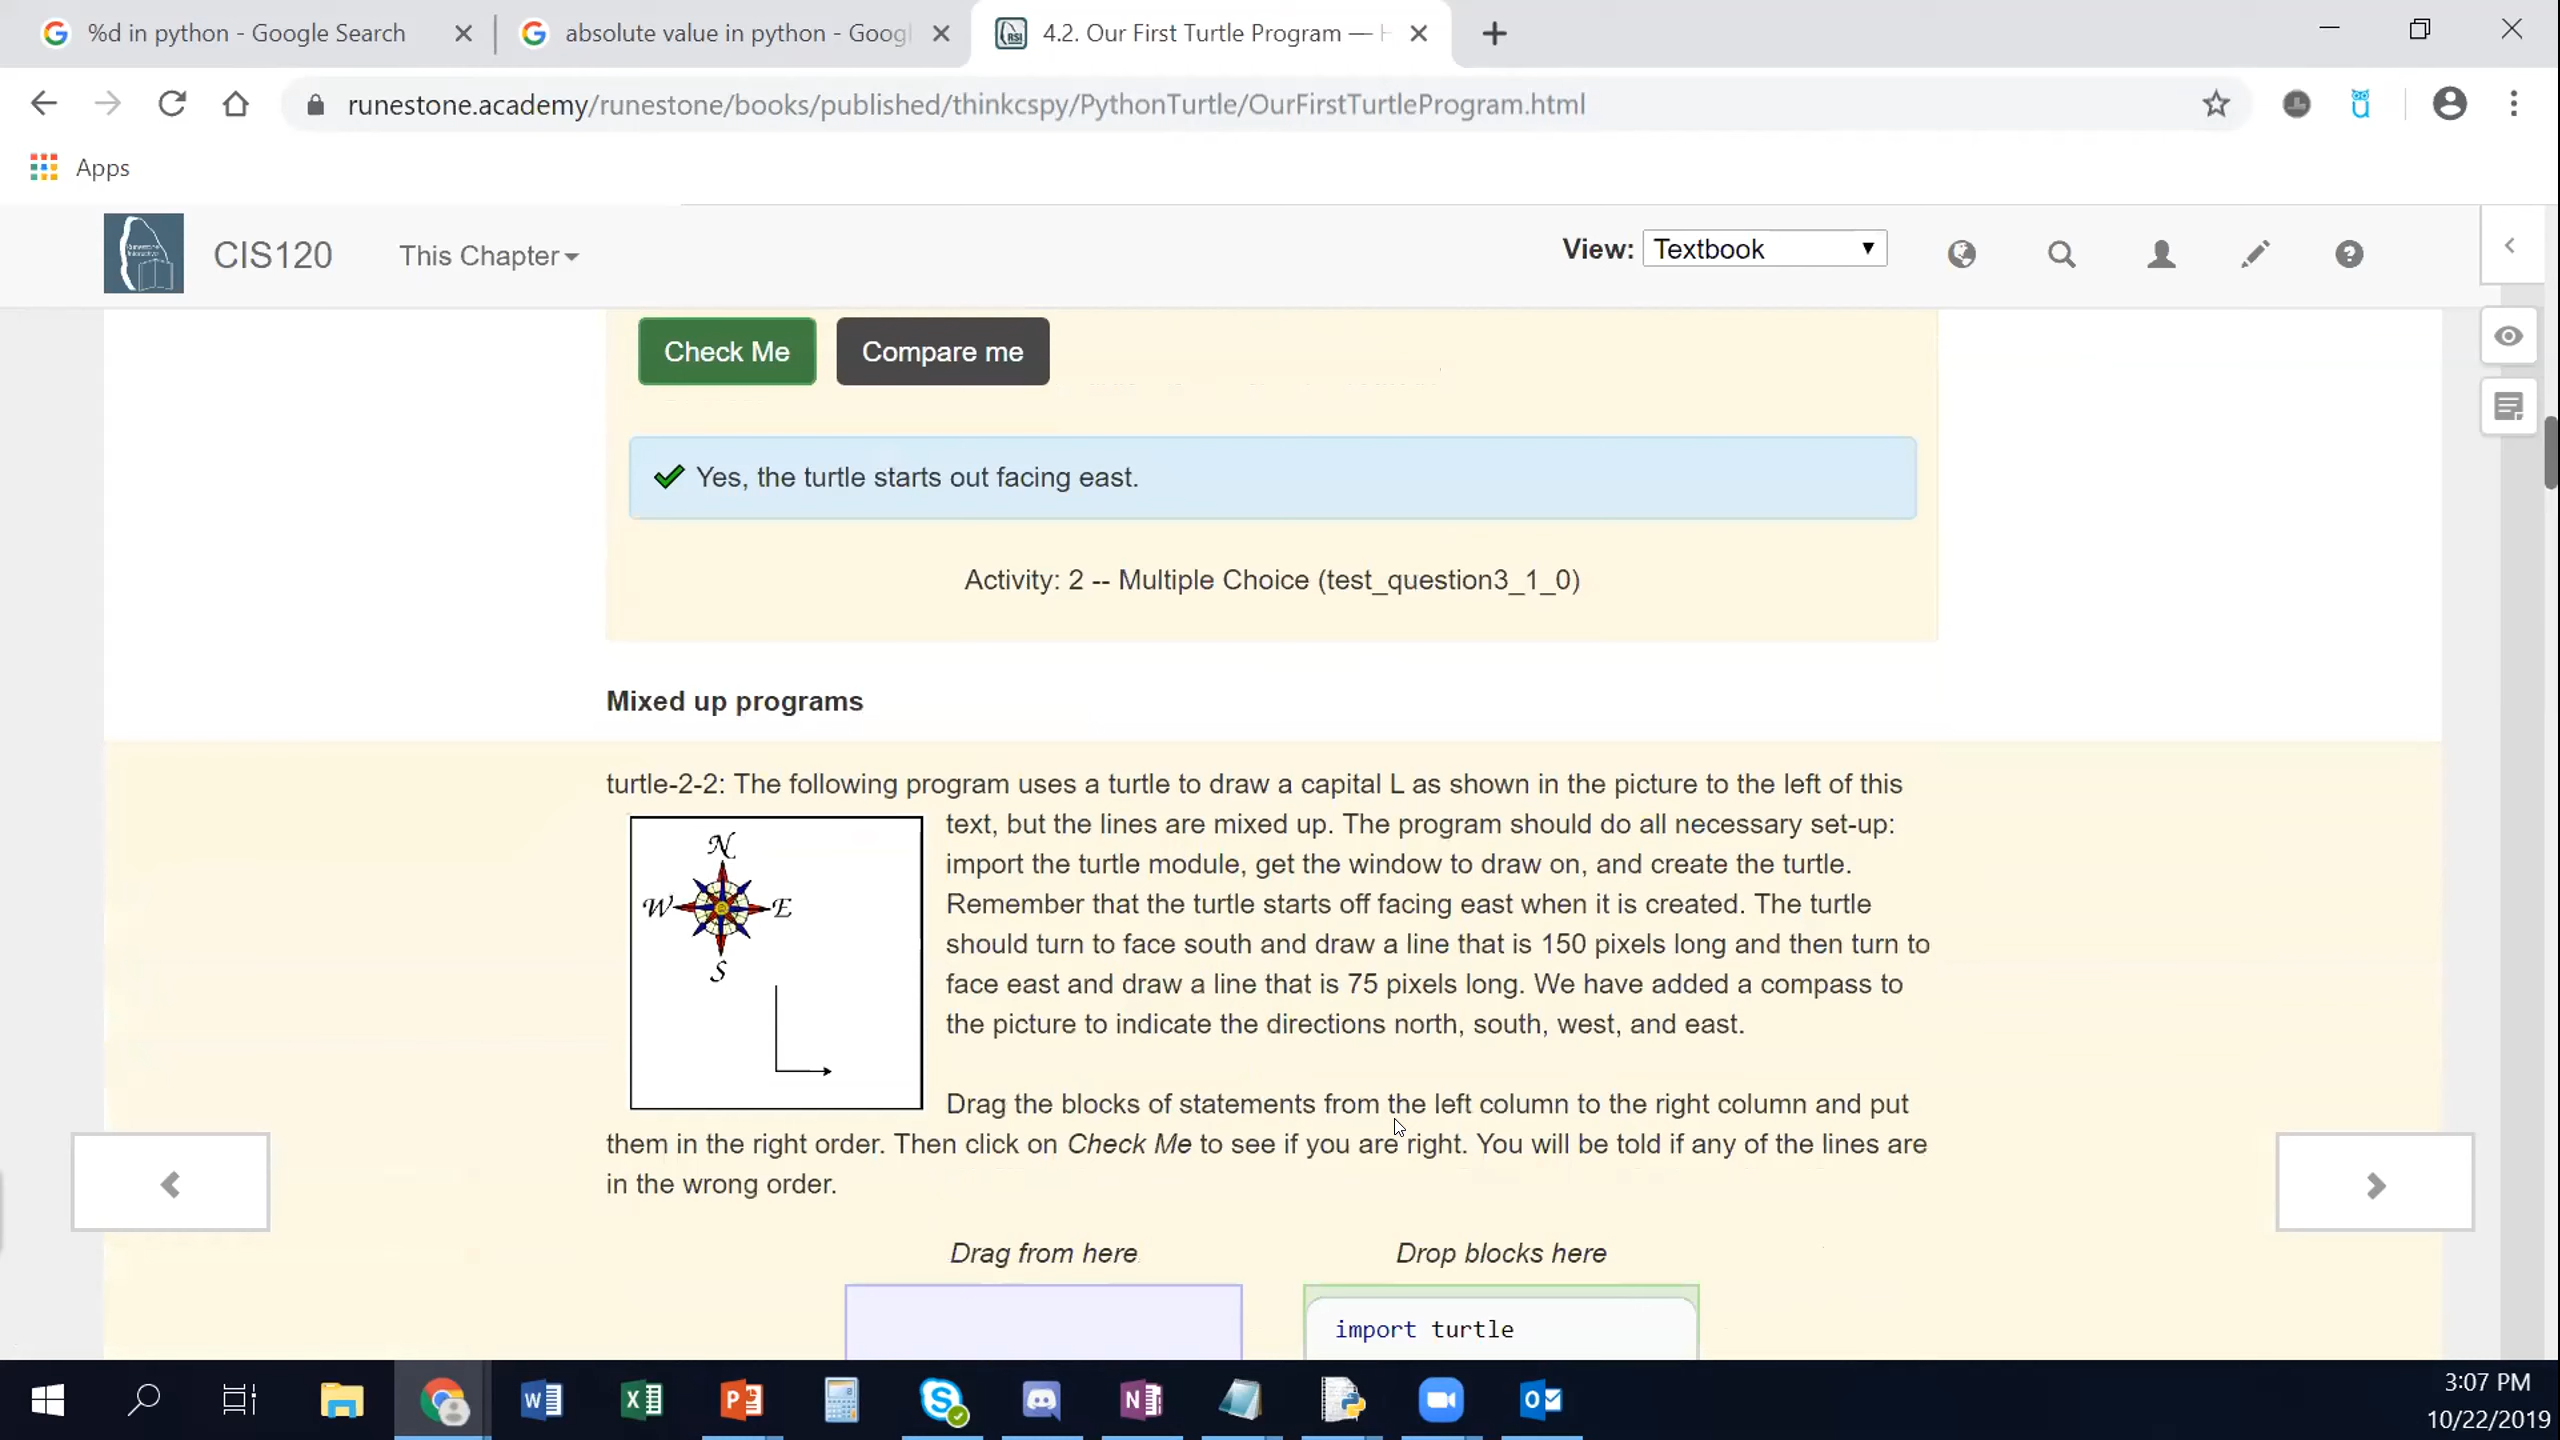 %d in python - Google Search
absolute value in python - Googl
4.2. Our First Turtle Program —
runestone.academy/runestone/books/published/thinkcspy/PythonTurtle/OurFirstTurtleProgram.html
Apps
CIS120
This Chapter
View:
Textbook
Check Me
Compare me
Yes, the turtle starts out facing east.
Activity: 2 -- Multiple Choice (test_question3_1_0)
Mixed up programs
turtle-2-2: The following program uses a turtle to draw a capital L as shown in the picture to the left of this
text, but the lines are mixed up. The program should do all necessary set-up:
import the turtle module, get the window to draw on, and create the turtle.
Remember that the turtle starts off facing east when it is created. The turtle
should turn to face south and draw a line that is 150 pixels long and then turn to
face east and draw a line that is 75 pixels long. We have added a compass to
the picture to indicate the directions north, south, west, and east.
N
W E
S
Drag the blocks of statements from the left column to the right column and put
them in the right order. Then click on Check Me to see if you are right. You will be told if any of the lines are
in the wrong order.
Drag from here
Drop blocks here
import turtle
3:07 PM
10/22/2019